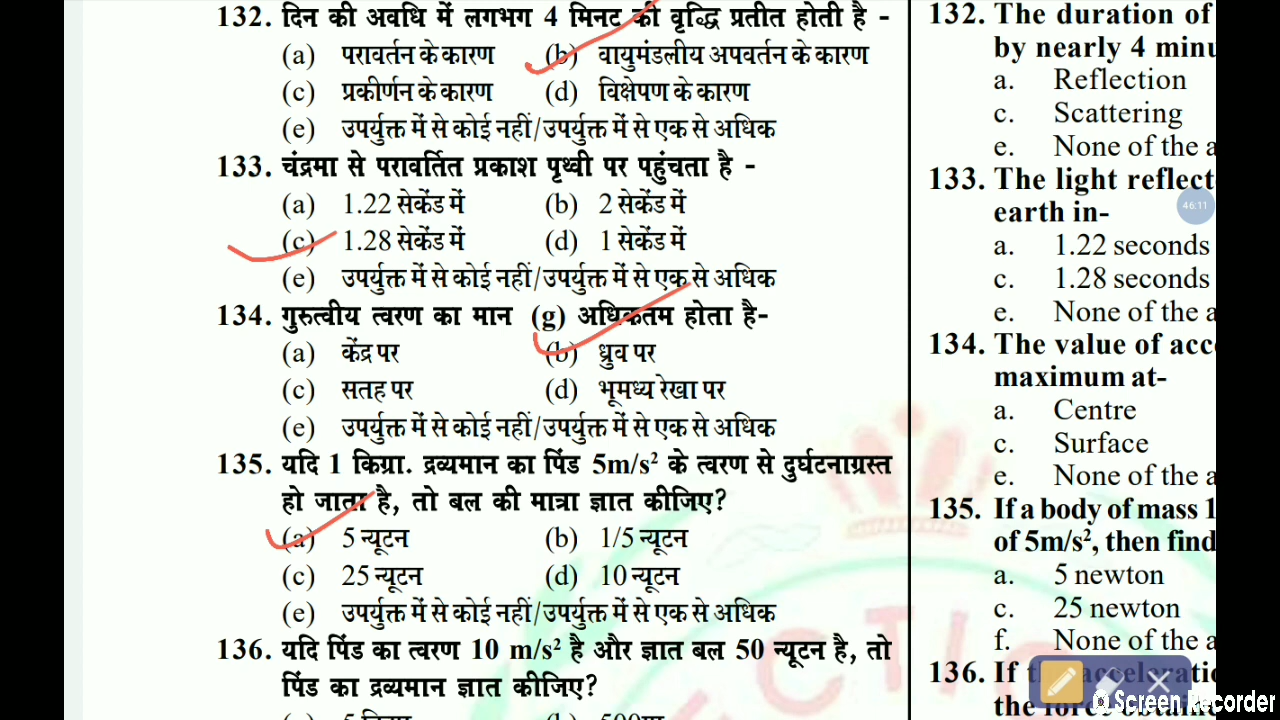 132. दिन की अवधि में लगभग 4 मिनट की वृद्धि प्रतीत होती है -
(a) परावर्तन के कारण (b) वायुमंडलीय अपवर्तन के कारण
(c) प्रकीर्णन के कारण (d) विक्षेपण के कारण
(e) उपर्युक्त में से कोई नहीं/उपर्युक्त में से एक से अधिक
133. चंद्रमा से परावर्तित प्रकाश पृथ्वी पर पहुंचता है -
(a) 1.22 सेकेंड में (b) 2 सेकेंड में
(c) 1.28 सेकेंड में (d) 1 सेकेंड में
(e) उपर्युक्त में से कोई नहीं/उपर्युक्त में से एक से अधिक
134. गुरुत्वीय त्वरण का मान (g) अधिकतम होता है-
(a) केंद्र पर (b) ध्रुव पर
(c) सतह पर (d) भूमध्य रेखा पर
(e) उपर्युक्त में से कोई नहीं/उपर्युक्त में से एक से अधिक
135. यदि 1 किग्रा. द्रव्यमान का पिंड 5m/s² के त्वरण से दुर्घटनाग्रस्त
हो जाता है, तो बल की मात्रा ज्ञात कीजिए?
(a) 5 न्यूटन (b) 1/5 न्यूटन
(c) 25 न्यूटन (d) 10 न्यूटन
(e) उपर्युक्त में से कोई नहीं/उपर्युक्त में से एक से अधिक
136. यदि पिंड का त्वरण 10 m/s² है और ज्ञात बल 50 न्यूटन है, तो
पिंड का द्रव्यमान ज्ञात कीजिए?
132. The duration of
by nearly 4 minu
a. Reflection
c. Scattering
e. None of the a
133. The light reflect
earth in-
a. 1.22 seconds
c. 1.28 seconds
e. None of the a
134. The value of acc
maximum at-
a. Centre
c. Surface
e. None of the a
135. If a body of mass 1
of 5m/s², then find
a. 5 newton
c. 25 newton
f. None of the a
136. If
the
46:11
Screen Recorder
CTIC